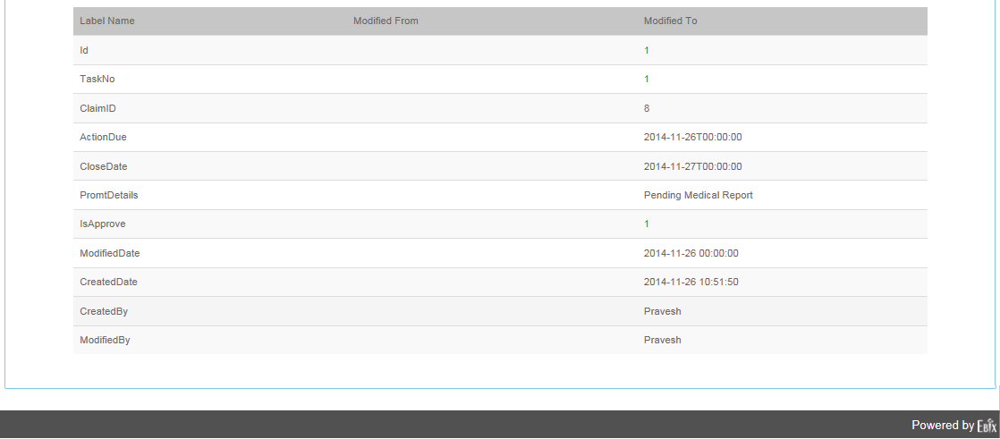 Label Name Modified From Modified To
Id 1
TaskNo 1
ClaimID 8
ActionDue 2014-11-26T00:00:00
CloseDate 2014-11-27T00:00:00
PromtDetails Pending Medical Report
IsApprove 1
ModifiedDate 2014-11-26 00:00:00
CreatedDate 2014-11-26 10:51:50
CreatedBy Pravesh
ModifiedBy Pravesh
Powered by Ebix